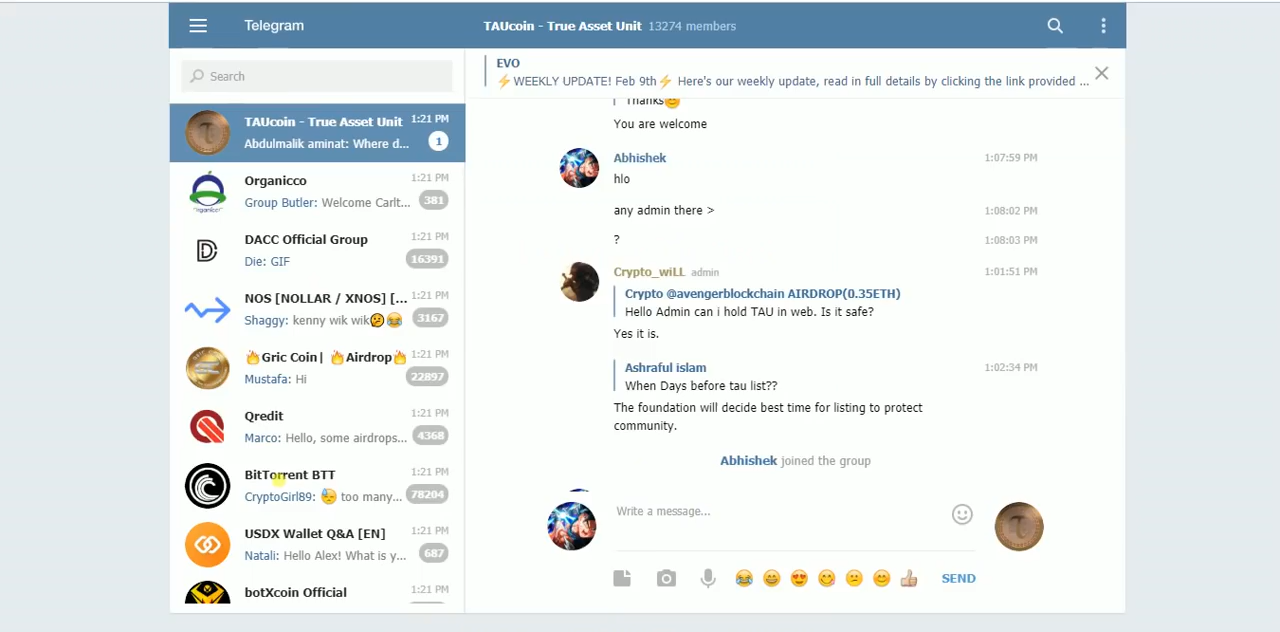 Telegram
TAUcoin - True Asset Unit 13274 members
Search
TAUcoin - True Asset Unit 1:21 PM
Abdulmalik aminat: Where d... 1
Organicco 1:21 PM
Group Butler: Welcome Carlt... 381
DACC Official Group 1:21 PM
Die: GIF 16391
NOS [NOLLAR / XNOS] [... 1:21 PM
Shaggy: kenny wik wik🤔😂 3167
🔥Gric Coin| 🔥Airdrop🔥 1:21 PM
Mustafa: Hi 22897
Qredit 1:21 PM
Marco: Hello, some airdrops... 4368
BitTorrent BTT 1:21 PM
CryptoGirl89: 😓 too many... 78204
USDX Wallet Q&A [EN] 1:21 PM
Natali: Hello Alex! What is y... 687
botXcoin Official 1:21 PM
EVO
⚡WEEKLY UPDATE! Feb 9th⚡ Here's our weekly update, read in full details by clicking the link provided ...
Thanks😊
You are welcome
Abhishek 1:07:59 PM
hlo
any admin there > 1:08:02 PM
? 1:08:03 PM
Crypto_wiLL admin 1:01:51 PM
Crypto @avengerblockchain AIRDROP(0.35ETH)
Hello Admin can i hold TAU in web. Is it safe?
Yes it is.
Ashraful islam 1:02:34 PM
When Days before tau list??
The foundation will decide best time for listing to protect
community.
Abhishek joined the group
Write a message...
SEND